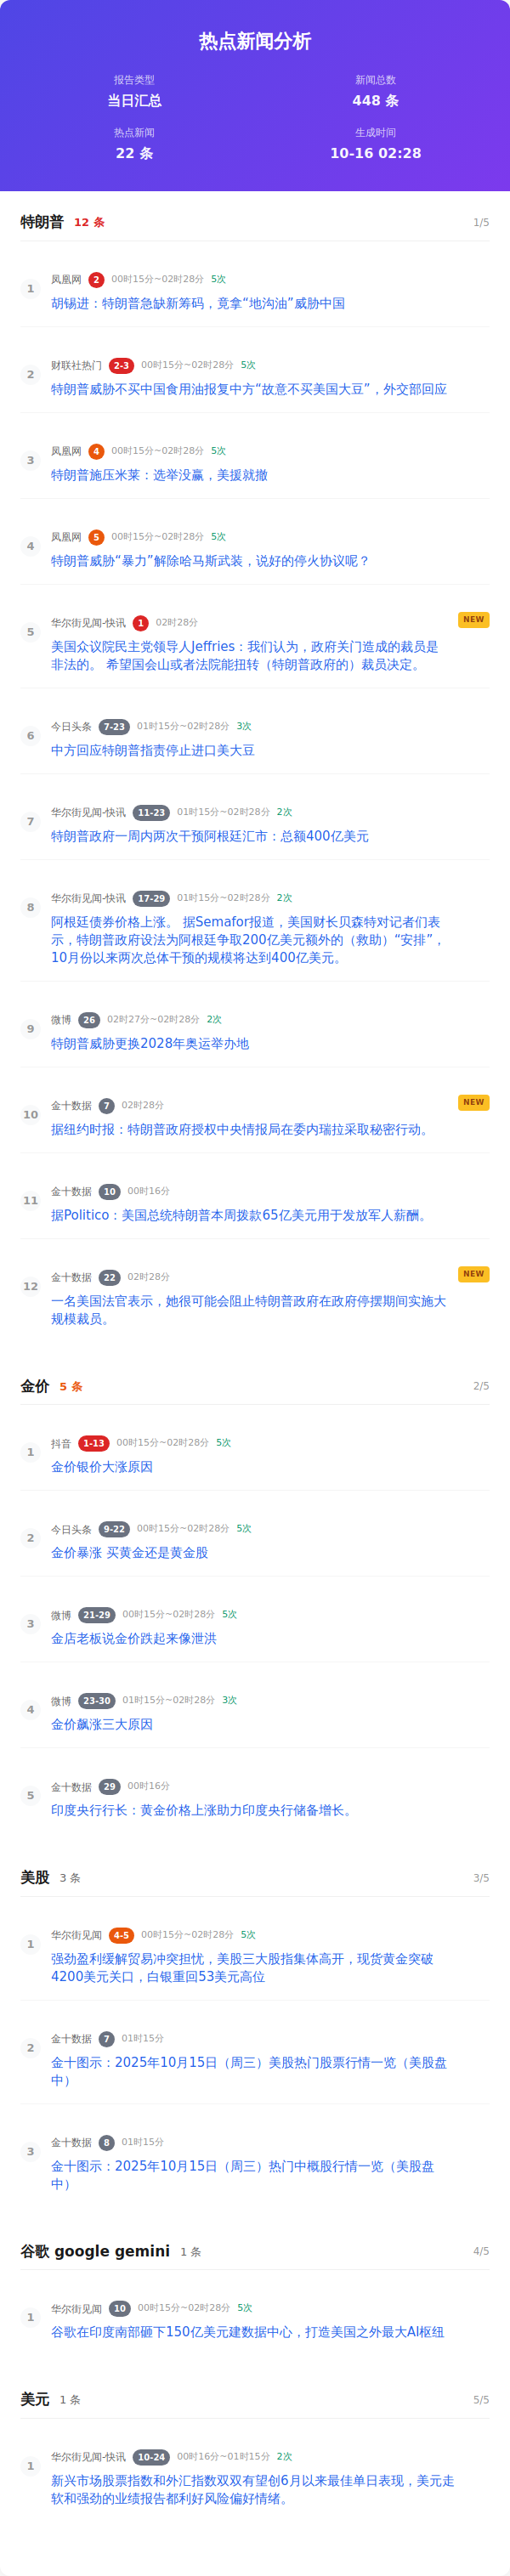 热点新闻分析
报告类型
新闻总数
当日汇总
448 条
热点新闻
生成时间
22 条
10-16 02:28
特朗普 12 条 1/5
1
凤凰网 2 00时15分~02时28分 5次
胡锡进：特朗普急缺新筹码，竟拿“地沟油”威胁中国
2
财联社热门 2-3 00时15分~02时28分 5次
特朗普威胁不买中国食用油报复中方“故意不买美国大豆”，外交部回应
3
凤凰网 4 00时15分~02时28分 5次
特朗普施压米莱：选举没赢，美援就撤
4
凤凰网 5 00时15分~02时28分 5次
特朗普威胁“暴力”解除哈马斯武装，说好的停火协议呢？
5
华尔街见闻-快讯 1 02时28分 NEW
美国众议院民主党领导人Jeffries：我们认为，政府关门造成的裁员是
非法的。 希望国会山或者法院能扭转（特朗普政府的）裁员决定。
6
今日头条 7-23 01时15分~02时28分 3次
中方回应特朗普指责停止进口美大豆
7
华尔街见闻-快讯 11-23 01时15分~02时28分 2次
特朗普政府一周内两次干预阿根廷汇市：总额400亿美元
8
华尔街见闻-快讯 17-29 01时15分~02时28分 2次
阿根廷债券价格上涨。 据Semafor报道，美国财长贝森特对记者们表
示，特朗普政府设法为阿根廷争取200亿美元额外的（救助）“安排”，
10月份以来两次总体干预的规模将达到400亿美元。
9
微博 26 02时27分~02时28分 2次
特朗普威胁更换2028年奥运举办地
10
金十数据 7 02时28分 NEW
据纽约时报：特朗普政府授权中央情报局在委内瑞拉采取秘密行动。
11
金十数据 10 00时16分
据Politico：美国总统特朗普本周拨款65亿美元用于发放军人薪酬。
12
金十数据 22 02时28分 NEW
一名美国法官表示，她很可能会阻止特朗普政府在政府停摆期间实施大
规模裁员。
金价 5 条 2/5
1
抖音 1-13 00时15分~02时28分 5次
金价银价大涨原因
2
今日头条 9-22 00时15分~02时28分 5次
金价暴涨 买黄金还是黄金股
3
微博 21-29 00时15分~02时28分 5次
金店老板说金价跌起来像泄洪
4
微博 23-30 01时15分~02时28分 3次
金价飙涨三大原因
5
金十数据 29 00时16分
印度央行行长：黄金价格上涨助力印度央行储备增长。
美股 3 条 3/5
1
华尔街见闻 4-5 00时15分~02时28分 5次
强劲盈利缓解贸易冲突担忧，美股三大股指集体高开，现货黄金突破
4200美元关口，白银重回53美元高位
2
金十数据 7 01时15分
金十图示：2025年10月15日（周三）美股热门股票行情一览（美股盘
中）
3
金十数据 8 01时15分
金十图示：2025年10月15日（周三）热门中概股行情一览（美股盘
中）
谷歌 google gemini 1 条 4/5
1
华尔街见闻 10 00时15分~02时28分 5次
谷歌在印度南部砸下150亿美元建数据中心，打造美国之外最大AI枢纽
美元 1 条 5/5
1
华尔街见闻-快讯 10-24 00时16分~01时15分 2次
新兴市场股票指数和外汇指数双双有望创6月以来最佳单日表现，美元走
软和强劲的业绩报告都利好风险偏好情绪。